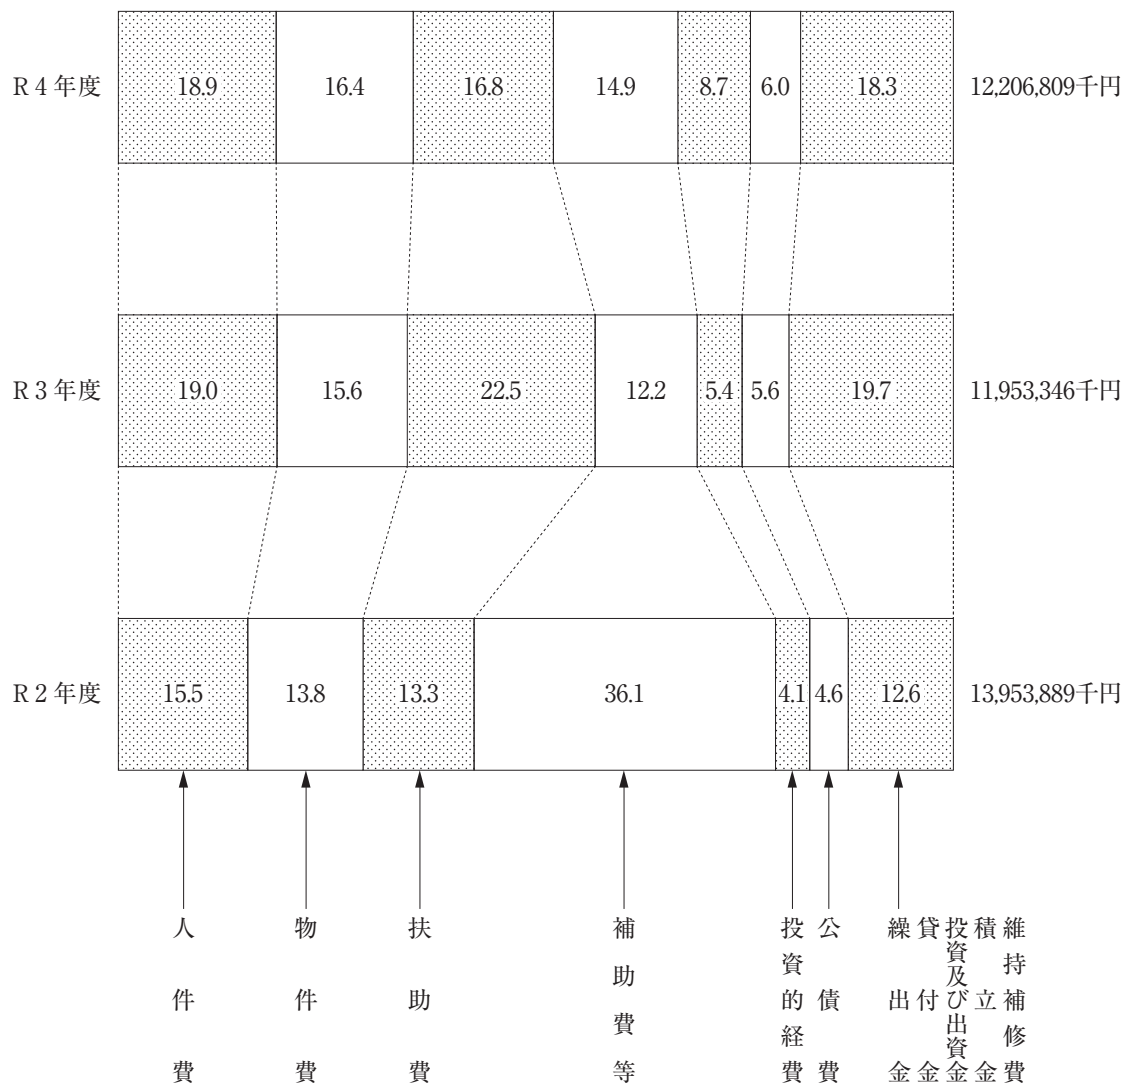 R 4 年度 18.9 16.4 16.8 14.9 8.7 6.0 18.3 12,206,809千円
R 3 年度 19.0 15.6 22.5 12.2 5.4 5.6 19.7 11,953,346千円
R 2 年度 15.5 13.8 13.3 36.1 4.1 4.6 12.6 13,953,889千円
人件費
物件費
扶助費
補助費等
投資的経費
公債費
繰出金
貸付金
投資及び出資金
積立金
維持補修費